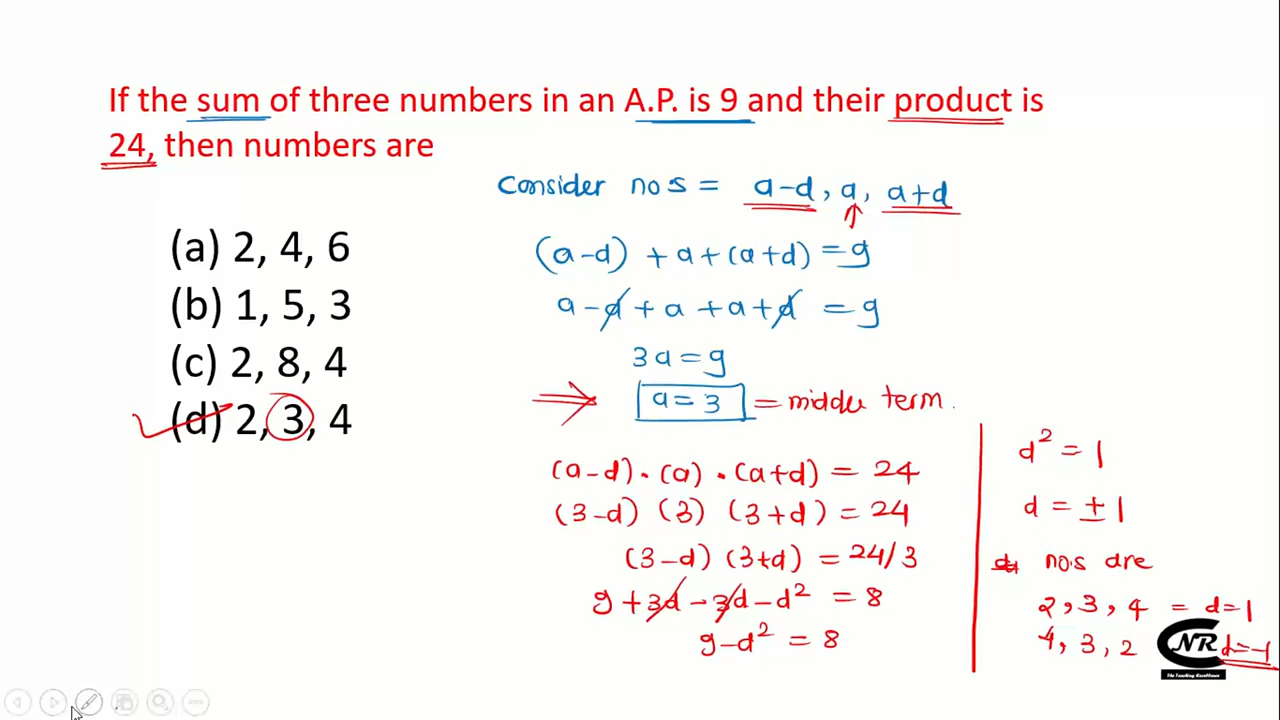 If the sum of three numbers in an A.P. is 9 and their product is
24, then numbers are
(a) 2, 4, 6
(b) 1, 5, 3
(c) 2, 8, 4
(d) 2, 3, 4
Consider nos = a-d, a, a+d
(a-d) + a + (a+d) = 9
a - d + a + a + d = 9
3a = 9
a = 3 = middle term.
(a-d) . (a) . (a+d) = 24
(3-d) (3) (3+d) = 24
(3-d) (3+d) = 24/3
9 + 3d - 3d - d² = 8
9 - d² = 8
d² = 1
d = ± 1
nos are
2, 3, 4 = d=1
4, 3, 2 d=-1
NR
The Teaching Excellence